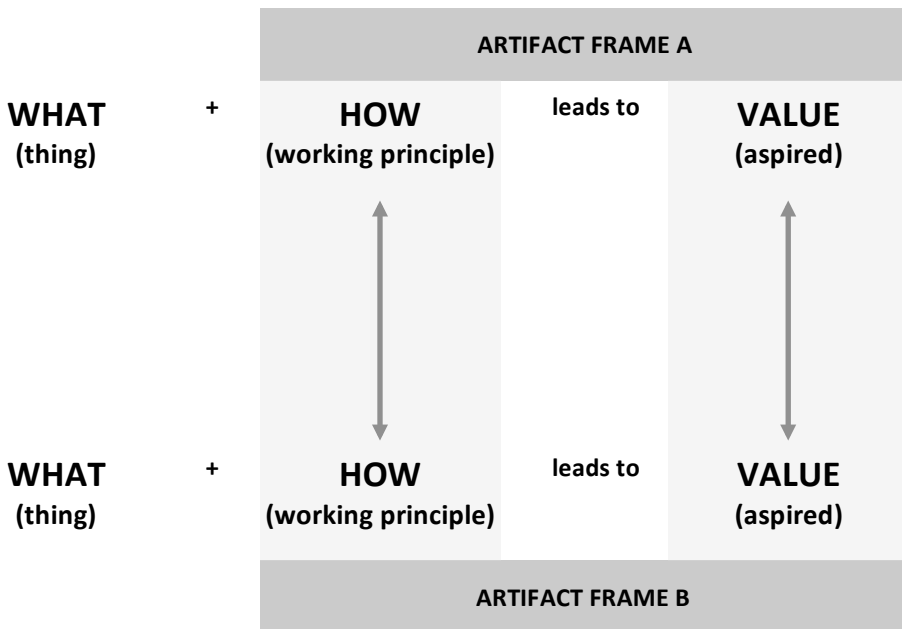 ARTIFACT FRAME A
WHAT + HOW leads to VALUE
(thing) (working principle) (aspired)
WHAT + HOW leads to VALUE
(thing) (working principle) (aspired)
ARTIFACT FRAME B